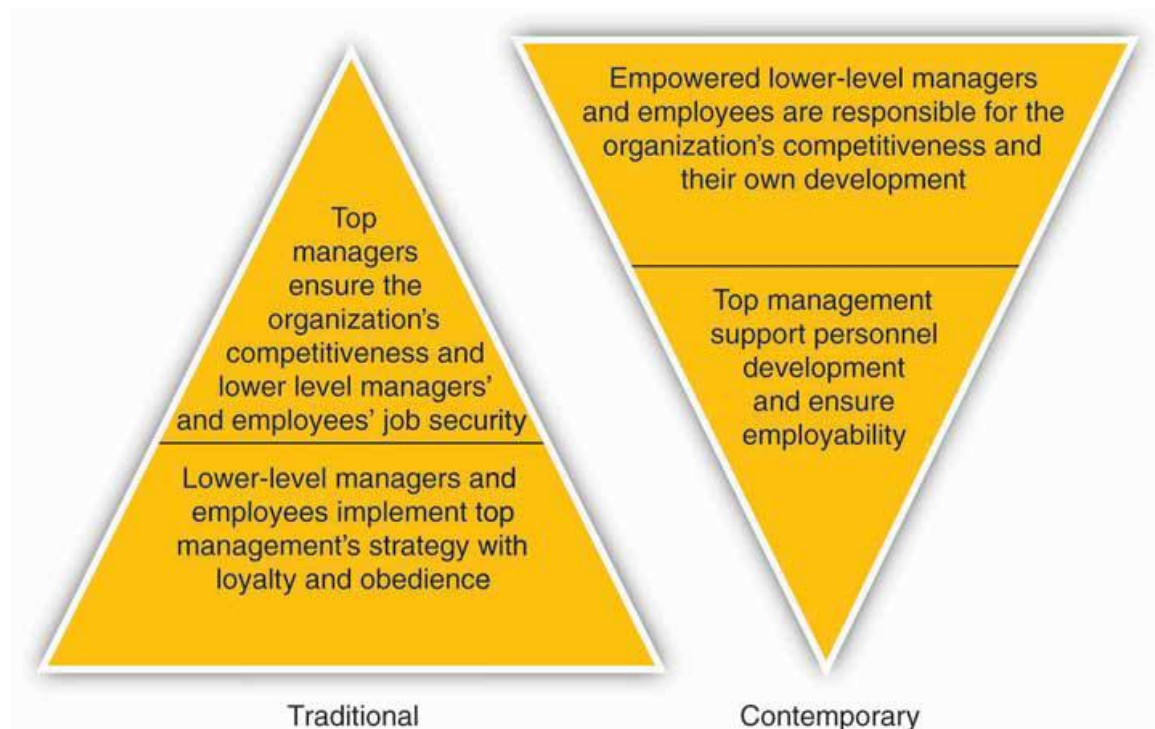 Top
managers
ensure the
organization's
competitiveness and
lower level managers'
and employees' job security
Lower-level managers and
employees implement top
management's strategy with
loyalty and obedience
Traditional
Empowered lower-level managers
and employees are responsible for the
organization's competitiveness and
their own development
Top management
support personnel
development
and ensure
employability
Contemporary